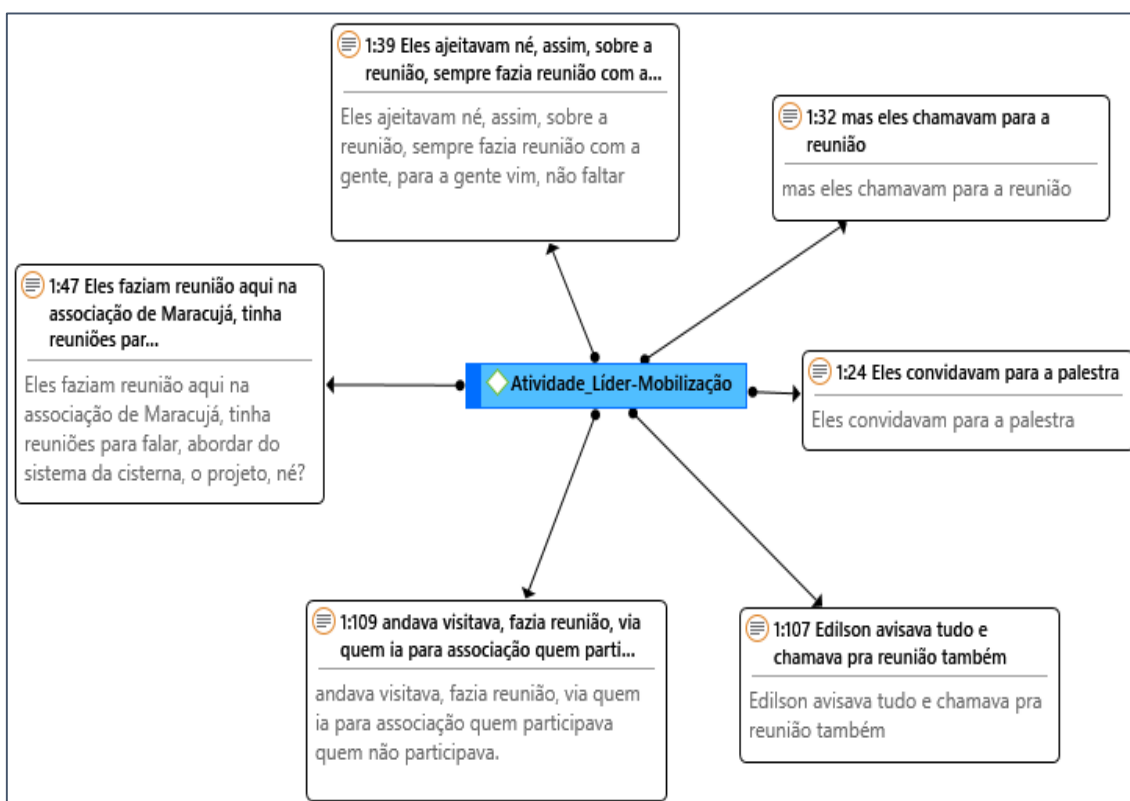 1:39 Eles ajeitavam né, assim, sobre a
reunião, sempre fazia reunião com a...
Eles ajeitavam né, assim, sobre a
reunião, sempre fazia reunião com a
gente, para a gente vim, não faltar
1:32 mas eles chamavam para a
reunião
mas eles chamavam para a reunião
1:47 Eles faziam reunião aqui na
associação de Maracujá, tinha
reuniões par...
Eles faziam reunião aqui na
associação de Maracujá, tinha
reuniões para falar, abordar do
sistema da cisterna, o projeto, né?
Atividade_Líder-Mobilização
1:24 Eles convidavam para a palestra
Eles convidavam para a palestra
1:109 andava visitava, fazia reunião, via
quem ia para associação quem parti...
andava visitava, fazia reunião, via quem
ia para associação quem participava
quem não participava.
1:107 Edilson avisava tudo e
chamava pra reunião também
Edilson avisava tudo e chamava pra
reunião também